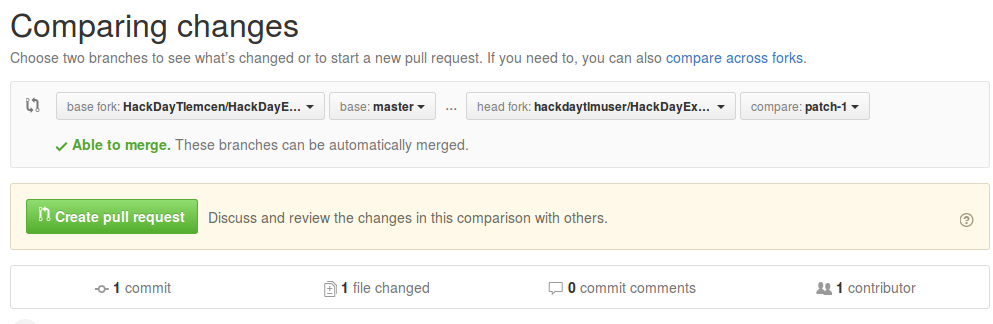 Comparing changes
Choose two branches to see what's changed or to start a new pull request. If you need to, you can also compare across forks.
base fork: HackDayTlemcen/HackDayE... base: master ... head fork: hackdaytlmuser/HackDayEx... compare: patch-1
Able to merge. These branches can be automatically merged.
Create pull request Discuss and review the changes in this comparison with others.
1 commit 1 file changed 0 commit comments 1 contributor